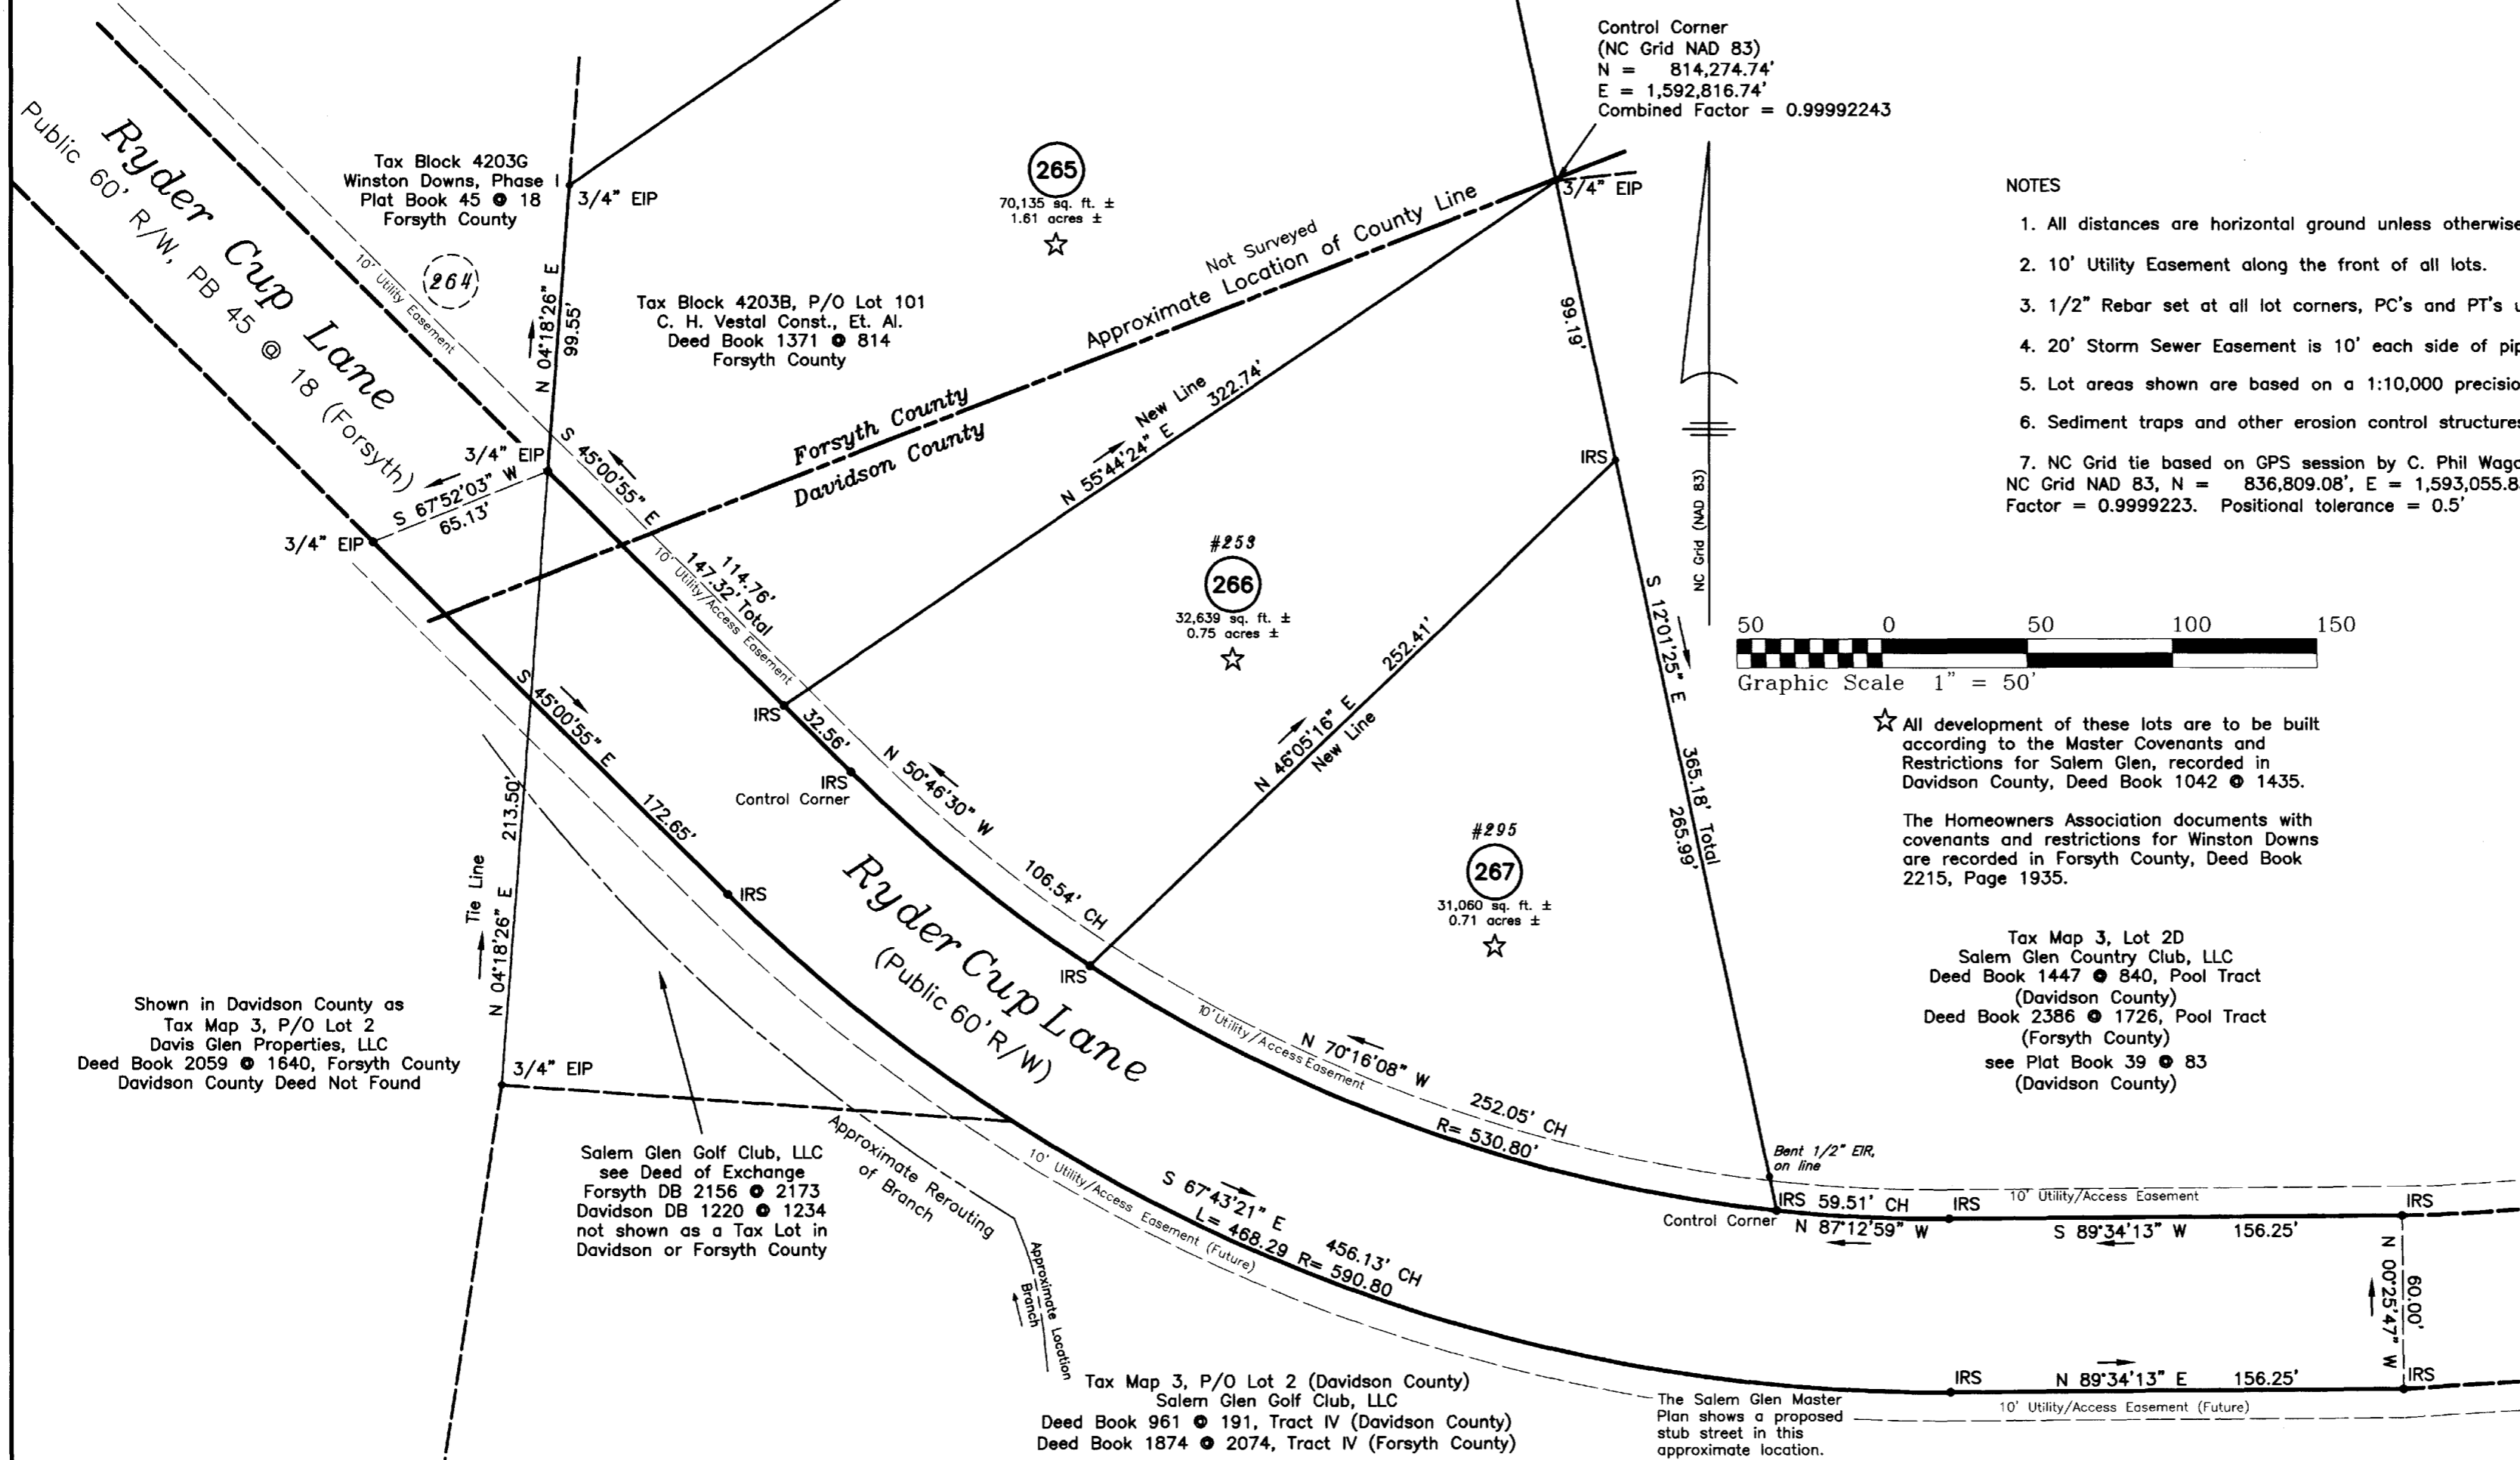 Control Corner
(NC Grid NAD 83)
N = 814,274.74'
E = 1,592,816.74'
Combined Factor = 0.99992243
Ryder Cup Lane
Public 60' R/W, PB 45 @ 18 (Forsyth)
Tax Block 4203G
Winston Downs, Phase I
Plat Book 45 @ 18
Forsyth County
3/4" EIP
264
10' Utility Easement
N 04°18'26" E
99.55'
265
70,135 sq. ft. ±
1.61 acres ±
Tax Block 4203B, P/O Lot 101
C. H. Vestal Const., Et. Al.
Deed Book 1371 @ 814
Forsyth County
Not Surveyed
Approximate Location of County Line
Forsyth County
Davidson County
3/4" EIP
99.19'
New Line
N 55°44'24" E 322.74'
NOTES
1. All distances are horizontal ground unless otherwise
2. 10' Utility Easement along the front of all lots.
3. 1/2" Rebar set at all lot corners, PC's and PT's
4. 20' Storm Sewer Easement is 10' each side of
5. Lot areas shown are based on a 1:10,000
6. Sediment traps and other erosion control structures
7. NC Grid tie based on GPS session by C. Phil
NC Grid NAD 83, N = 836,809.08', E = 1,593,055.8
Factor = 0.9999223. Positional tolerance = 0.5'
NC Grid (NAD 83)
3/4" EIP
S 67°52'03" W
65.13'
3/4" EIP
S 45°00'55" E
114.76'
147.32' Total
10' Utility/Access Easement
IRS
#253
266
32,639 sq. ft. ±
0.75 acres ±
50 0 50 100 150
Graphic Scale 1" = 50'
S 12°01'25" E 365.18' Total
265.99'
N 46°05'16" E 252.41'
New Line
S 45°00'55" E
172.65'
IRS
32.56'
IRS
Control Corner
N 50°46'30" W
106.54' CH
☆ All development of these lots are to be built
according to the Master Covenants and
Restrictions for Salem Glen, recorded in
Davidson County, Deed Book 1042 @ 1435.
The Homeowners Association documents with
covenants and restrictions for Winston Downs
are recorded in Forsyth County, Deed Book
2215, Page 1935.
#295
267
31,060 sq. ft. ±
0.71 acres ±
Tie Line
N 04°18'26" E 213.50'
IRS
Ryder Cup Lane
(Public 60' R/W)
IRS
Tax Map 3, Lot 2D
Salem Glen Country Club, LLC
Deed Book 1447 @ 840, Pool Tract
(Davidson County)
Deed Book 2386 @ 1726, Pool Tract
(Forsyth County)
see Plat Book 39 @ 83
(Davidson County)
Shown in Davidson County as
Tax Map 3, P/O Lot 2
Davis Glen Properties, LLC
Deed Book 2059 @ 1640, Forsyth County
Davidson County Deed Not Found
3/4" EIP
10' Utility/Access Easement
N 70°16'08" W
252.05' CH
R= 530.80'
Salem Glen Golf Club, LLC
see Deed of Exchange
Forsyth DB 2156 @ 2173
Davidson DB 1220 @ 1234
not shown as a Tax Lot in
Davidson or Forsyth County
Approximate Rerouting
of Branch
10' Utility/Access Easement (Future)
S 67°43'21" E 456.13' CH
L= 468.29 R= 590.80
Approximate Location
Branch
Bent 1/2" EIR,
on line
IRS 59.51' CH IRS
Control Corner
N 87°12'59" W
10' Utility/Access Easement
IRS
S 89°34'13" W 156.25'
N 00°25'47" W
60.00'
IRS N 89°34'13" E 156.25' IRS
10' Utility/Access Easement (Future)
Tax Map 3, P/O Lot 2 (Davidson County)
Salem Glen Golf Club, LLC
Deed Book 961 @ 191, Tract IV (Davidson County)
Deed Book 1874 @ 2074, Tract IV (Forsyth County)
The Salem Glen Master
Plan shows a proposed
stub street in this
approximate location.